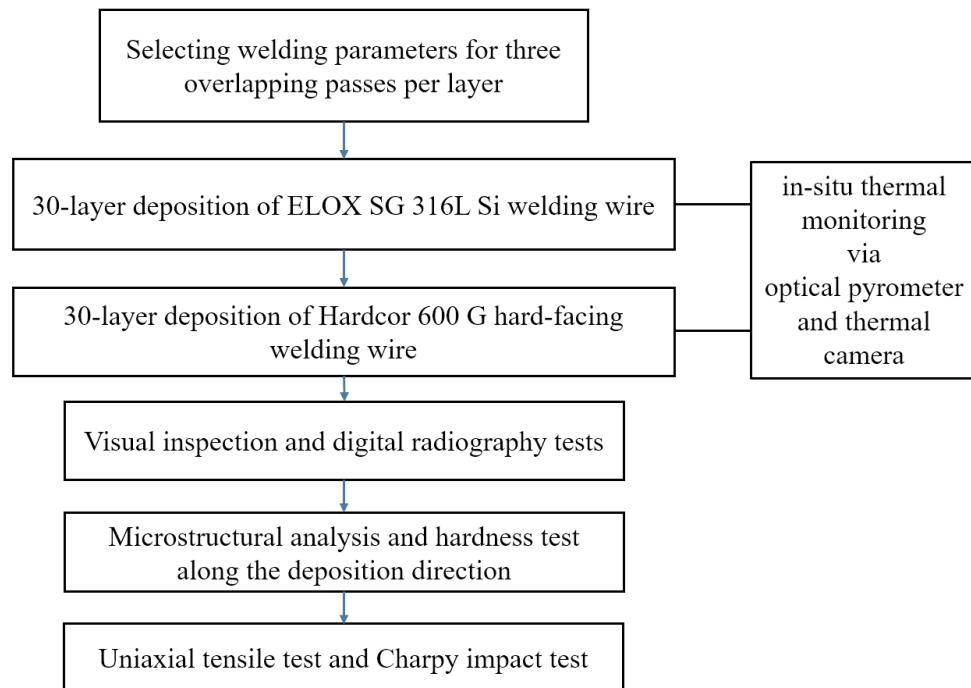 Selecting welding parameters for three
overlapping passes per layer
30-layer deposition of ELOX SG 316L Si welding wire
30-layer deposition of Hardcor 600 G hard-facing
welding wire
in-situ thermal
monitoring
via
optical pyrometer
and thermal
camera
Visual inspection and digital radiography tests
Microstructural analysis and hardness test
along the deposition direction
Uniaxial tensile test and Charpy impact test